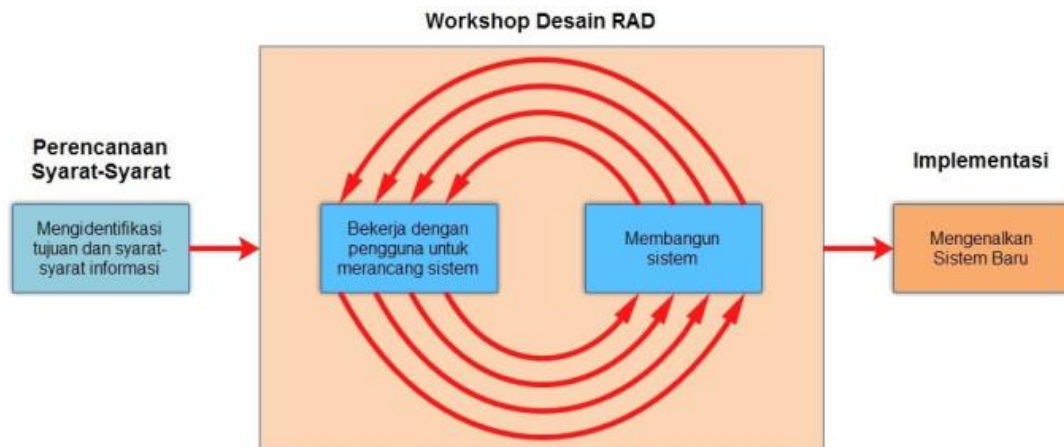 Workshop Desain RAD
Perencanaan
Syarat-Syarat
Mengidentifikasi
tujuan dan syarat-
syarat informasi
Bekerja dengan
pengguna untuk
merancang sistem
Membangun
sistem
Implementasi
Mengenalkan
Sistem Baru